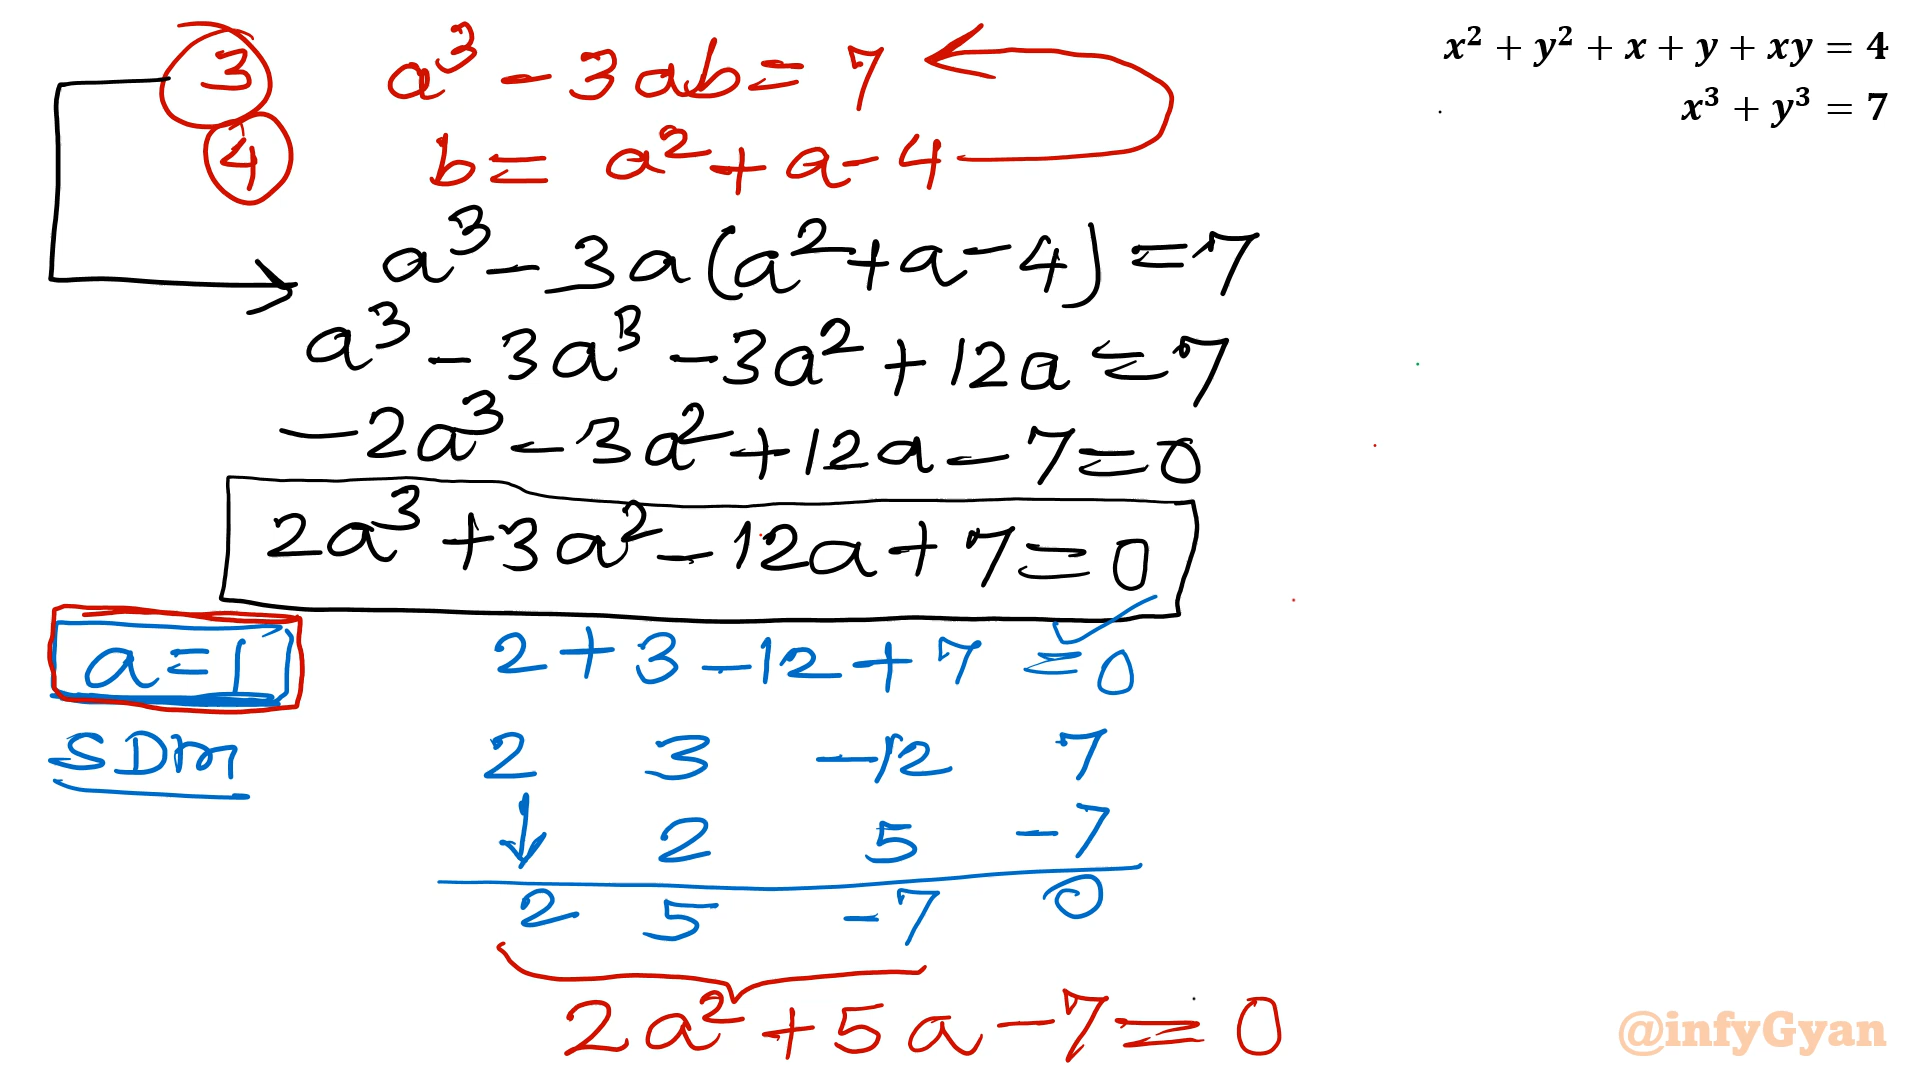 x² + y² + x + y + xy = 4
x³ + y³ = 7
3 a³ - 3ab = 7
4 b = a² + a - 4
a³ - 3a(a² + a - 4) = 7
a³ - 3a³ - 3a² + 12a = 7
-2a³ - 3a² + 12a - 7 = 0
2a³ + 3a² - 12a + 7 = 0
a = 1 2 + 3 - 12 + 7 = 0
SDM 2 3 -12 7
2 5 -7
2 5 -7 0
2a² + 5a - 7 = 0
@infyGyan